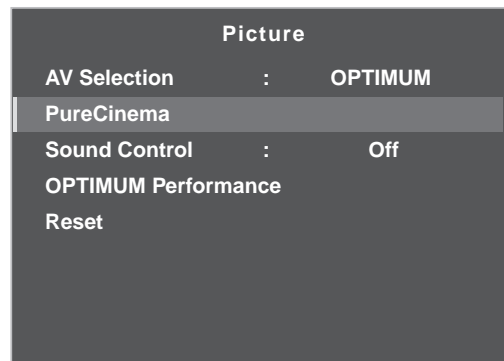 Picture
AV Selection : OPTIMUM
PureCinema
Sound Control : Off
OPTIMUM Performance
Reset